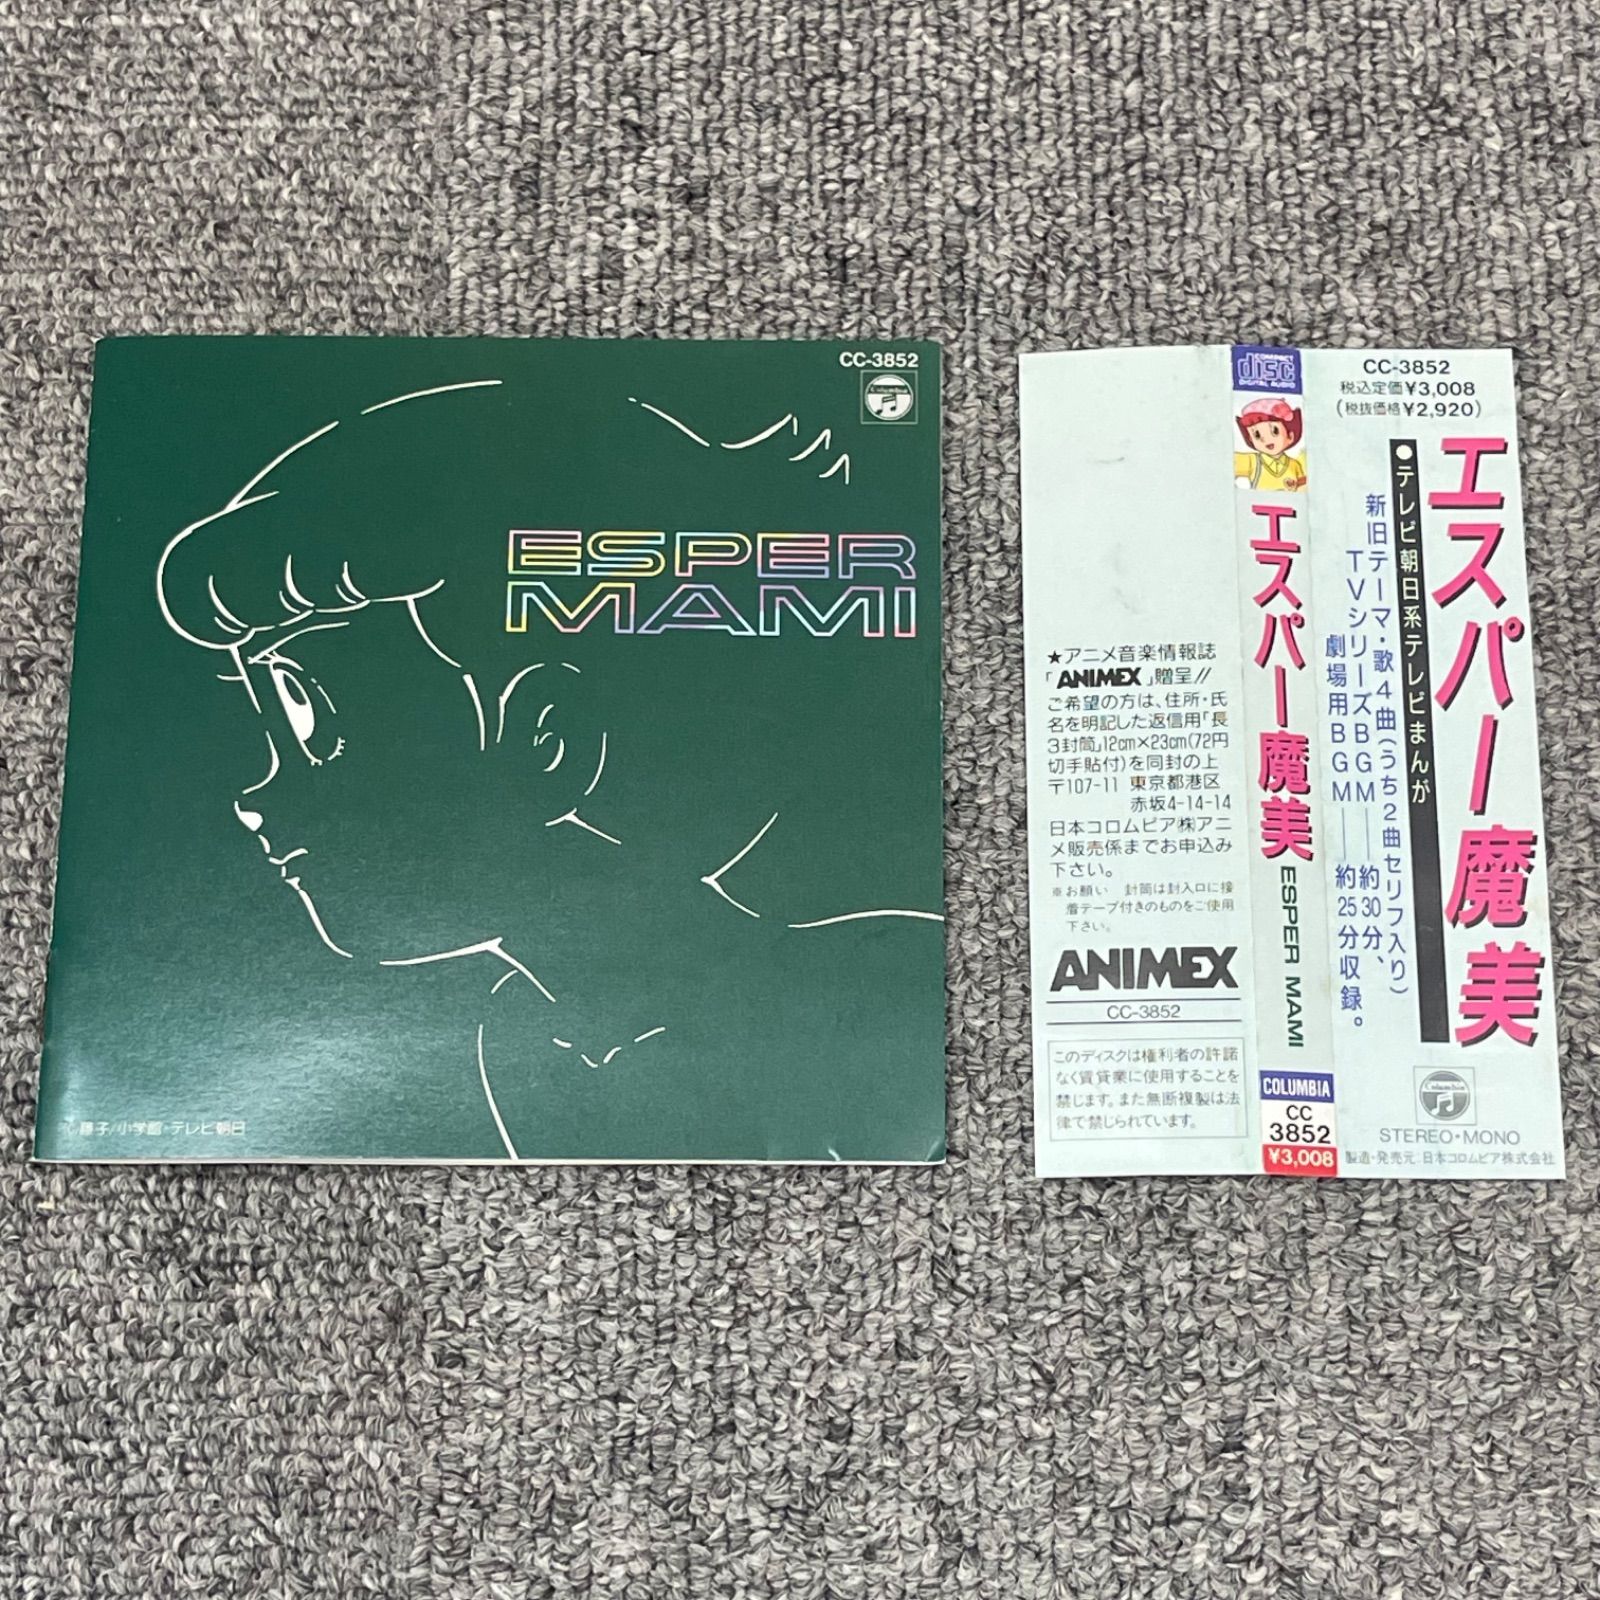 CC-3852
Columbia
ESPER
MAMI
藤子/小学館・テレビ朝日
★アニメ音楽情報誌
「ANIMEX」贈呈//
ご希望の方は、住所・氏
名を明記した返信用「長
3封筒」12cm×23cm(72円
切手貼付)を同封の上
〒107-11 東京都港区
赤坂4-14-14
日本コロムビア㈱アニ
メ販売係までお申込み
下さい。
※お願い 封筒は封入口に接
着テープ付きのものをご使用
下さい。
ANIMEX
CC-3852
このディスクは権利者の許諾
なく賃貸業に使用することを
禁じます。また無断複製は法
律で禁じられています。
COMPACT
disc
DIGITAL AUDIO
エスパー魔美
ESPER MAMI
COLUMBIA
CC
3852
¥3,008
CC-3852
税込定価¥3,008
(税抜価格¥2,920)
エスパー魔美
●テレビ朝日系テレビまんが
新旧テーマ・歌4曲(うち2曲セリフ入り)
TVシリーズBGM――約30分、
劇場用BGM――約25分収録。
Columbia
STEREO・MONO
製造・発売元:日本コロムビア株式会社